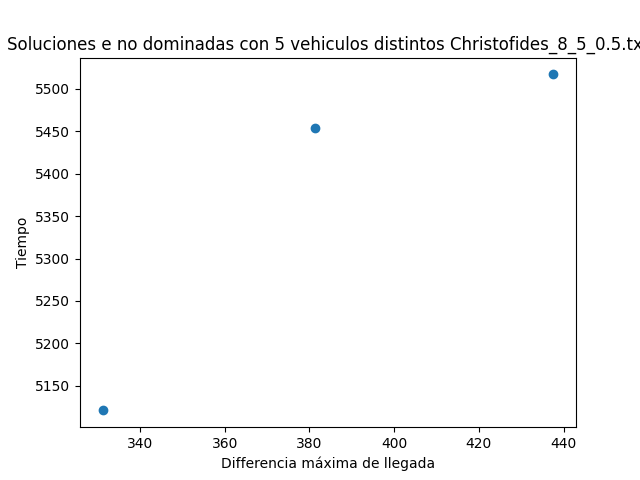 Soluciones e no dominadas con 5 vehiculos distintos Christofides_8_5_0.5.tx
5500
5450
5400
5350
5300
5250
5200
5150
Tiempo
340 360 380 400 420 440
Differencia máxima de llegada